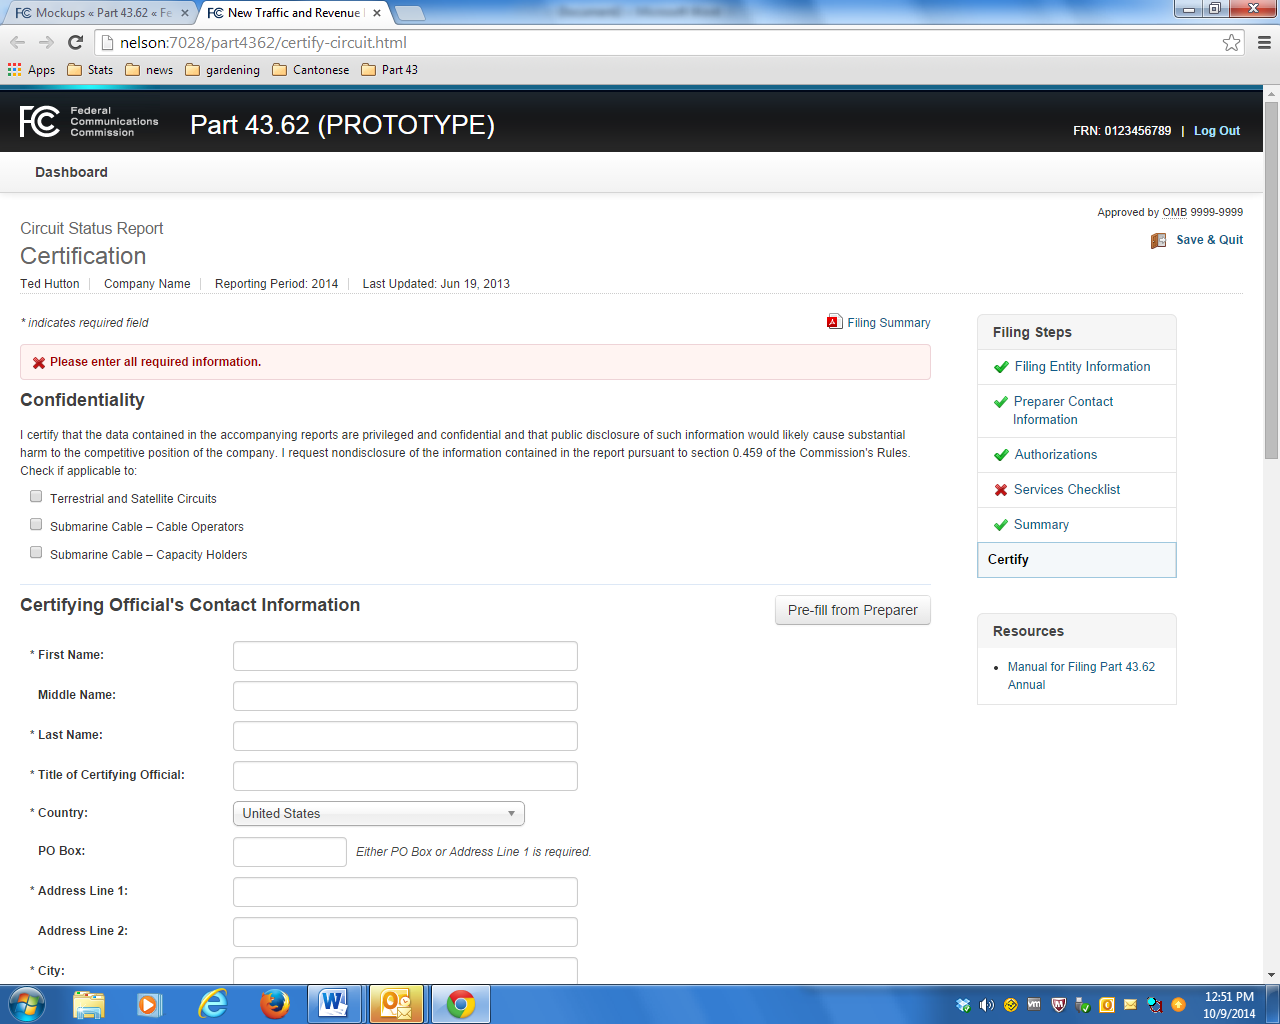 Mockups « Part 43.62 « Fe
New Traffic and Revenue
nelson:7028/part4362/certify-circuit.html
Apps Stats news gardening Cantonese Part 43
FC Federal Communications Commission
Part 43.62 (PROTOTYPE)
FRN: 0123456789 | Log Out
Dashboard
Approved by OMB 9999-9999
Save & Quit
Circuit Status Report
Certification
Ted Hutton | Company Name | Reporting Period: 2014 | Last Updated: Jun 19, 2013
* indicates required field
Filing Summary
Please enter all required information.
Confidentiality
I certify that the data contained in the accompanying reports are privileged and confidential and that public disclosure of such information would likely cause substantial
harm to the competitive position of the company. I request nondisclosure of the information contained in the report pursuant to section 0.459 of the Commission's Rules.
Check if applicable to:
Terrestrial and Satellite Circuits
Submarine Cable – Cable Operators
Submarine Cable – Capacity Holders
Certifying Official's Contact Information
Pre-fill from Preparer
* First Name:
Middle Name:
* Last Name:
* Title of Certifying Official:
* Country:
United States
PO Box:
Either PO Box or Address Line 1 is required.
* Address Line 1:
Address Line 2:
* City:
Filing Steps
Filing Entity Information
Preparer Contact
Information
Authorizations
Services Checklist
Summary
Certify
Resources
Manual for Filing Part 43.62
Annual
12:51 PM
10/9/2014